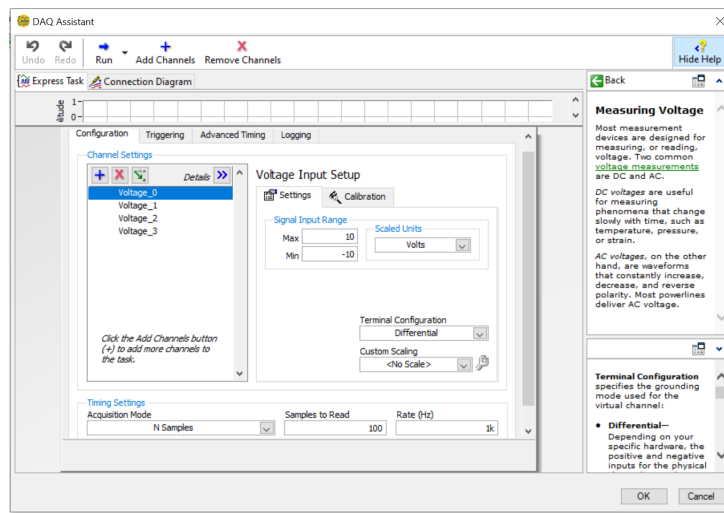 DAQ Assistant
Undo
Redo
Run
Add Channels
Remove Channels
Hide Help
Express Task
Connection Diagram
Back
1
0
Configuration
Triggering
Advanced Timing
Logging
Channel Settings
Details
Voltage_0
Voltage_1
Voltage_2
Voltage_3
Click the Add Channels button
(+) to add more channels to
the task.
Voltage Input Setup
Settings
Calibration
Signal Input Range
Max
10
Min
-10
Scaled Units
Volts
Terminal Configuration
Differential
Custom Scaling
<No Scale>
Timing Settings
Acquisition Mode
Samples to Read
Rate (Hz)
N Samples
100
1k
Measuring Voltage
Most measurement
devices are designed for
measuring, or reading,
voltage. Two common
voltage measurements
are DC and AC.
DC voltages are useful
for measuring
phenomena that change
slowly with time, such as
temperature, pressure,
or strain.
AC voltages, on the other
hand, are waveforms
that constantly increase,
decrease, and reverse
polarity. Most powerlines
deliver AC voltage.
Terminal Configuration
specifies the grounding
mode used for the
virtual channel:
• Differential—
Depending on your
specific hardware, the
positive and negative
inputs for the physical
OK
Cancel